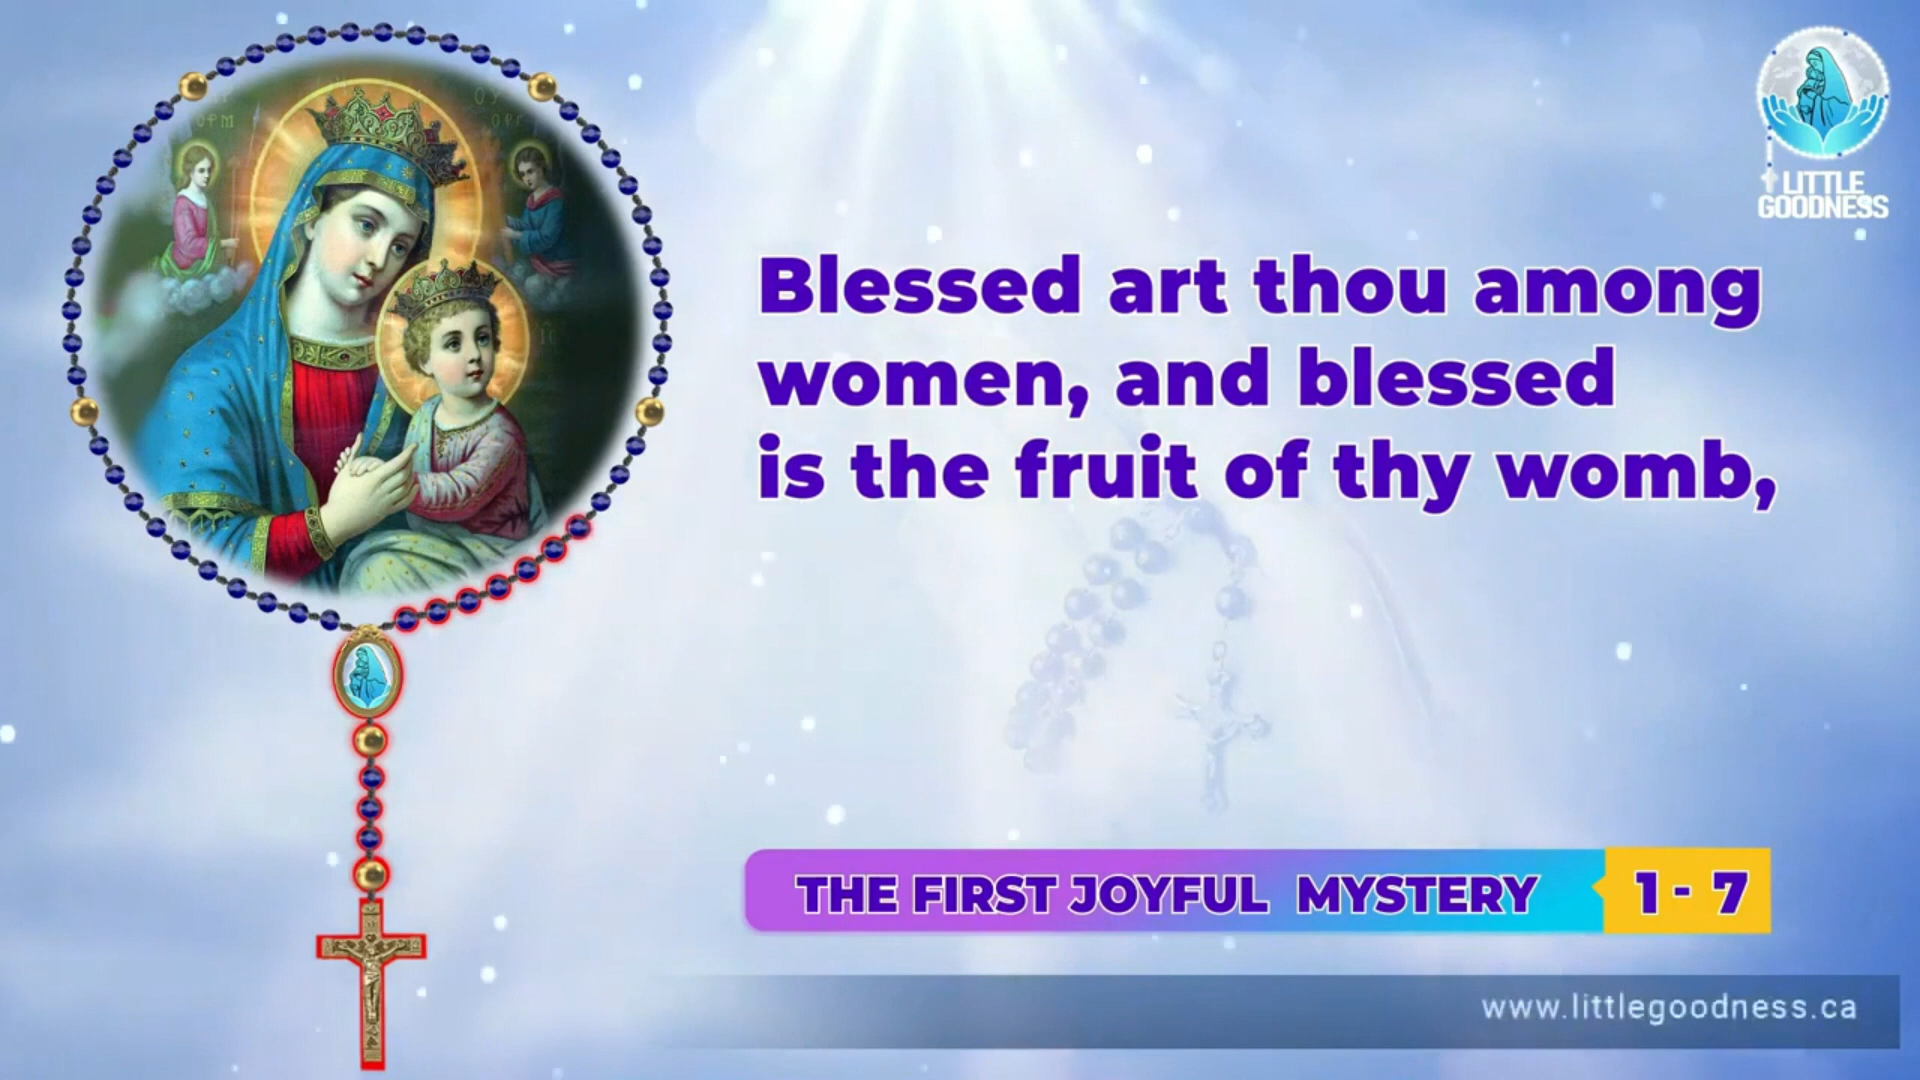 LITTLE
GOODNESS
Blessed art thou among
women, and blessed
is the fruit of thy womb,
THE FIRST JOYFUL MYSTERY
1 - 7
www.littlegoodness.ca